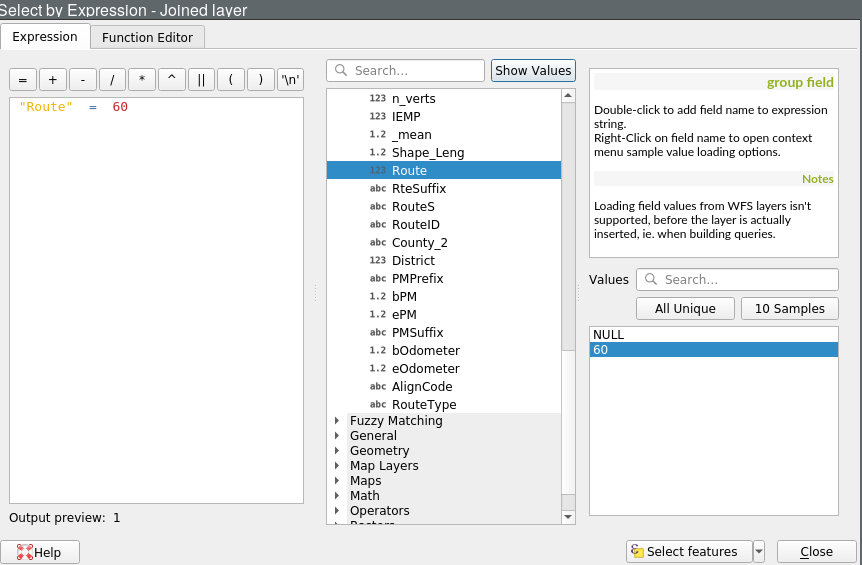 Select by Expression - Joined layer
Expression
Function Editor
= + - / * ^ || ( ) '\n'
"Route" = 60
Output preview: 1
Search...
Show Values
123 n_verts
123 IEMP
1.2 _mean
1.2 Shape_Leng
123 Route
abc RteSuffix
abc RouteS
abc RouteID
abc County_2
123 District
abc PMPrefix
1.2 bPM
1.2 ePM
abc PMSuffix
1.2 bOdometer
1.2 eOdometer
abc AlignCode
abc RouteType
Fuzzy Matching
General
Geometry
Map Layers
Maps
Math
Operators
group field
Double-click to add field name to expression
string.
Right-Click on field name to open context
menu sample value loading options.
Notes
Loading field values from WFS layers isn't
supported, before the layer is actually
inserted, ie. when building queries.
Values
Search...
All Unique
10 Samples
NULL
60
Help
Select features
Close